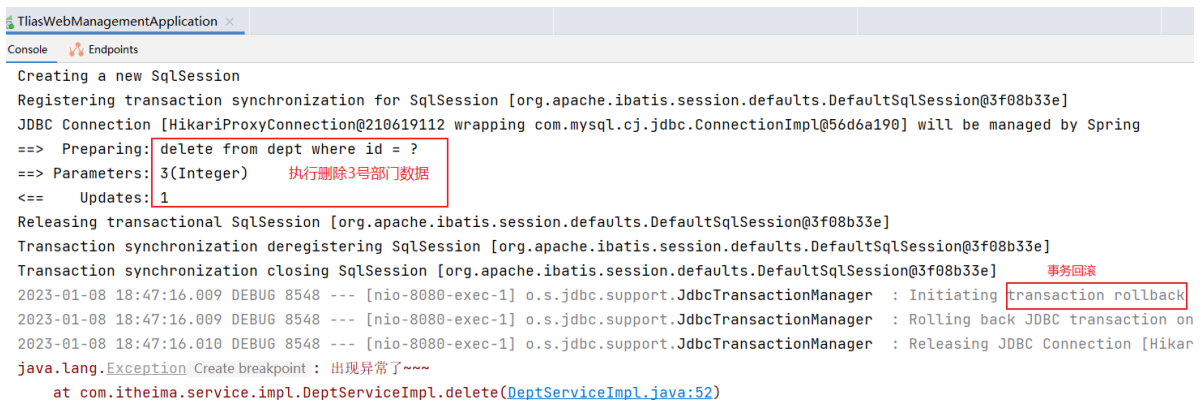 TliasWebManagementApplication ×
Console Endpoints
Creating a new SqlSession
Registering transaction synchronization for SqlSession [org.apache.ibatis.session.defaults.DefaultSqlSession@3f08b33e]
JDBC Connection [HikariProxyConnection@210619112 wrapping com.mysql.cj.jdbc.ConnectionImpl@56d6a190] will be managed by Spring
==>  Preparing: delete from dept where id = ?
==> Parameters: 3(Integer) 执行删除3号部门数据
<==    Updates: 1
Releasing transactional SqlSession [org.apache.ibatis.session.defaults.DefaultSqlSession@3f08b33e]
Transaction synchronization deregistering SqlSession [org.apache.ibatis.session.defaults.DefaultSqlSession@3f08b33e]
Transaction synchronization closing SqlSession [org.apache.ibatis.session.defaults.DefaultSqlSession@3f08b33e] 事务回滚
2023-01-08 18:47:16.009 DEBUG 8548 --- [nio-8080-exec-1] o.s.jdbc.support.JdbcTransactionManager  : Initiating transaction rollback
2023-01-08 18:47:16.009 DEBUG 8548 --- [nio-8080-exec-1] o.s.jdbc.support.JdbcTransactionManager  : Rolling back JDBC transaction on
2023-01-08 18:47:16.010 DEBUG 8548 --- [nio-8080-exec-1] o.s.jdbc.support.JdbcTransactionManager  : Releasing JDBC Connection [Hikar
java.lang.Exception Create breakpoint : 出现异常了~~~
at com.itheima.service.impl.DeptServiceImpl.delete(DeptServiceImpl.java:52)